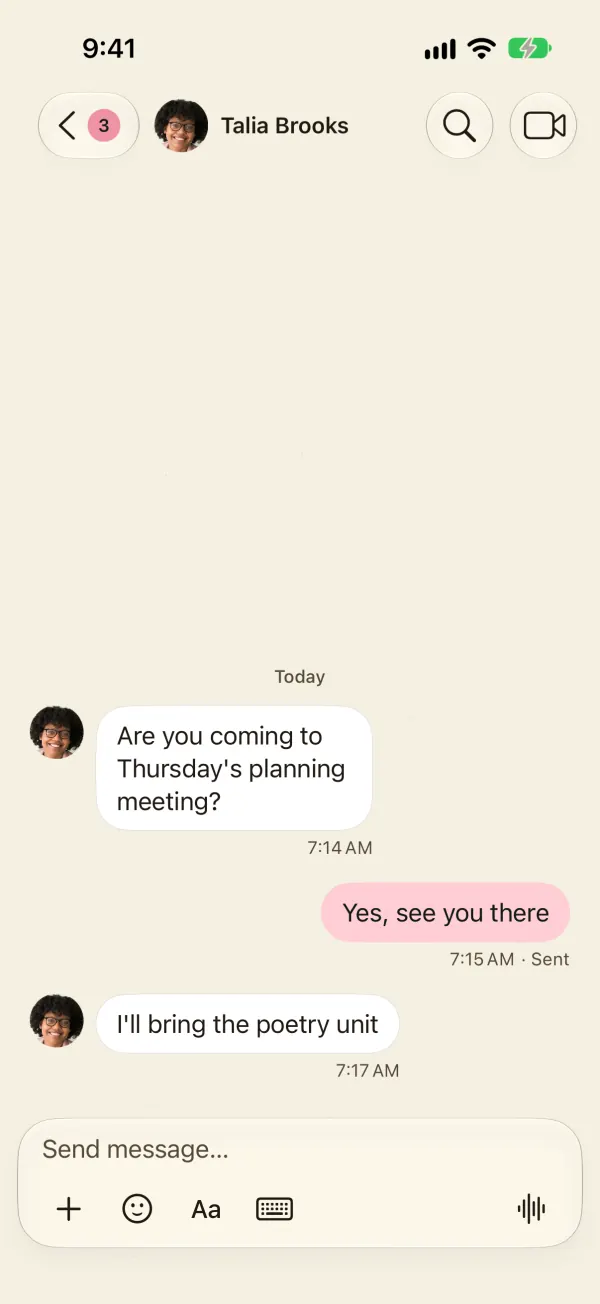 9:41
3
Talia Brooks
Today
Are you coming to
Thursday's planning
meeting?
7:14 AM
Yes, see you there
7:15 AM · Sent
I'll bring the poetry unit
7:17 AM
Send message...
Aa